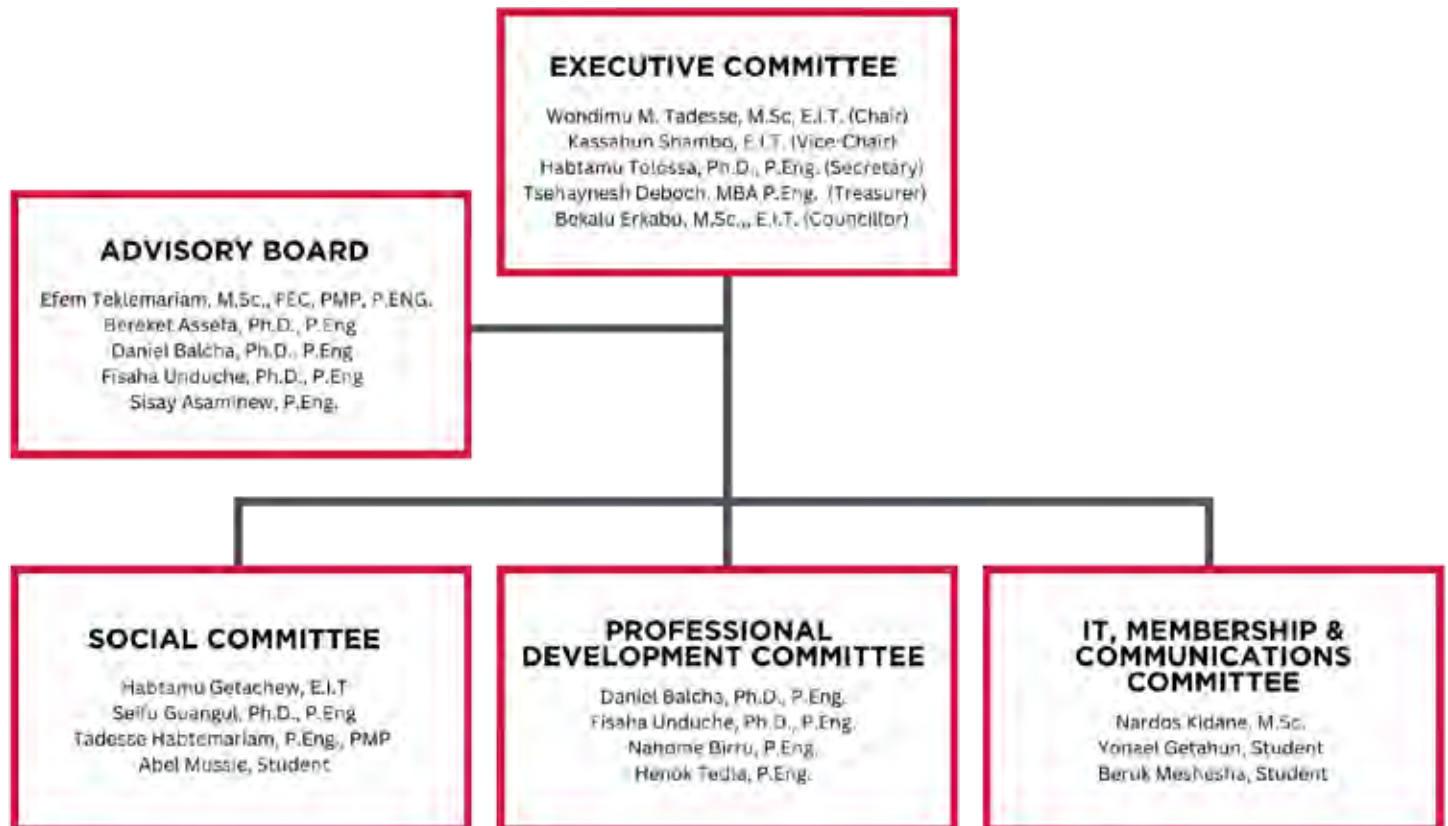 EXECUTIVE COMMITTEE
Wondimu M. Tadesse, M.Sc, E.I.T. (Chair)
Kassahun Shambo, E.I.T. (Vice-Chair)
Habtamu Tolossa, Ph.D., P.Eng. (Secretary)
Tsehaynesh Deboch, MBA P.Eng. (Treasurer)
Bekalu Erkabu, M.Sc,, E.I.T. (Councillor)
ADVISORY BOARD
Efem Teklemariam, M.Sc., FEC, PMP, P.ENG.
Bereket Assefa, Ph.D., P.Eng
Daniel Balcha, Ph.D., P.Eng
Fisaha Unduche, Ph.D., P.Eng
Sisay Asaminew, P.Eng.
SOCIAL COMMITTEE
Habtamu Getachew, E.I.T
Seifu Guangul, Ph.D., P.Eng
Tadesse Habtemariam, P.Eng., PMP
Abel Mussie, Student
PROFESSIONAL
DEVELOPMENT COMMITTEE
Daniel Balcha, Ph.D., P.Eng.
Fisaha Unduche, Ph.D., P.Eng.
Nahome Birru, P.Eng.
Henok Tedla, P.Eng.
IT, MEMBERSHIP &
COMMUNICATIONS
COMMITTEE
Nardos Kidane, M.Sc.
Yonael Getahun, Student
Beruk Meshesha, Student